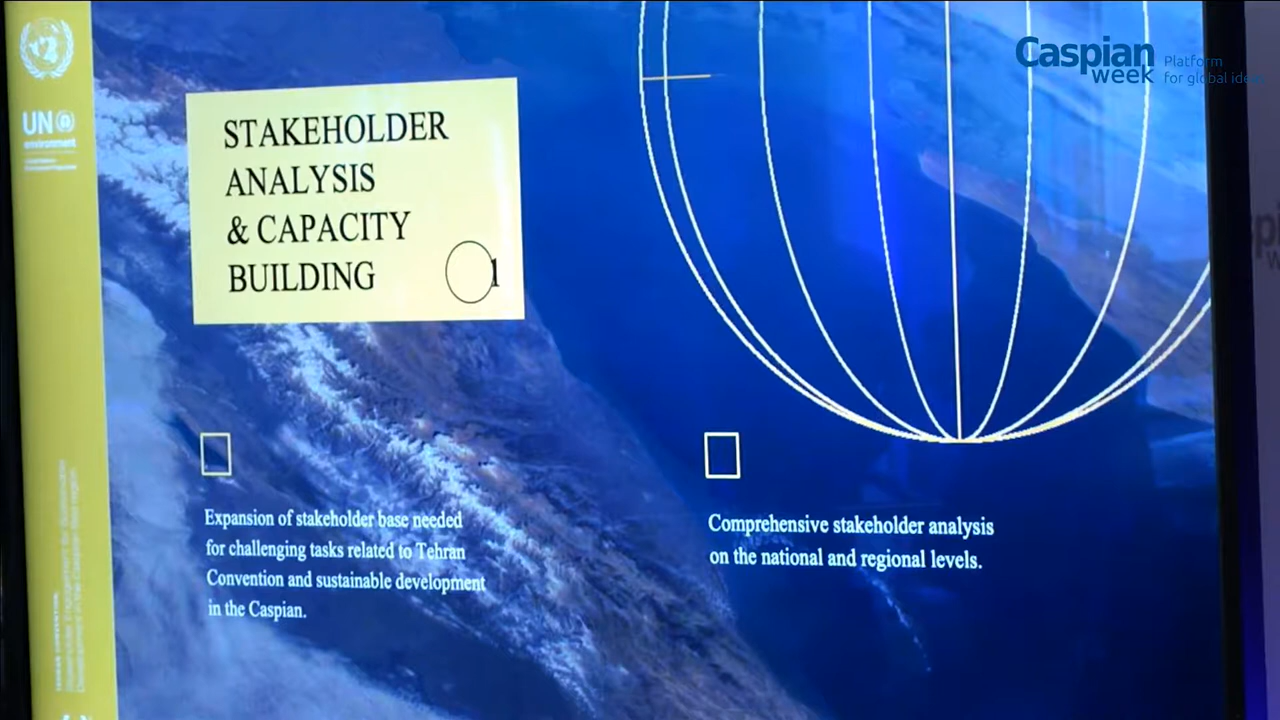 Caspian
week
Platform
for global ideas
UN
environment
STAKEHOLDER
ANALYSIS
& CAPACITY
BUILDING
1
Expansion of stakeholder base needed
for challenging tasks related to Tehran
Convention and sustainable development
in the Caspian.
Comprehensive stakeholder analysis
on the national and regional levels.